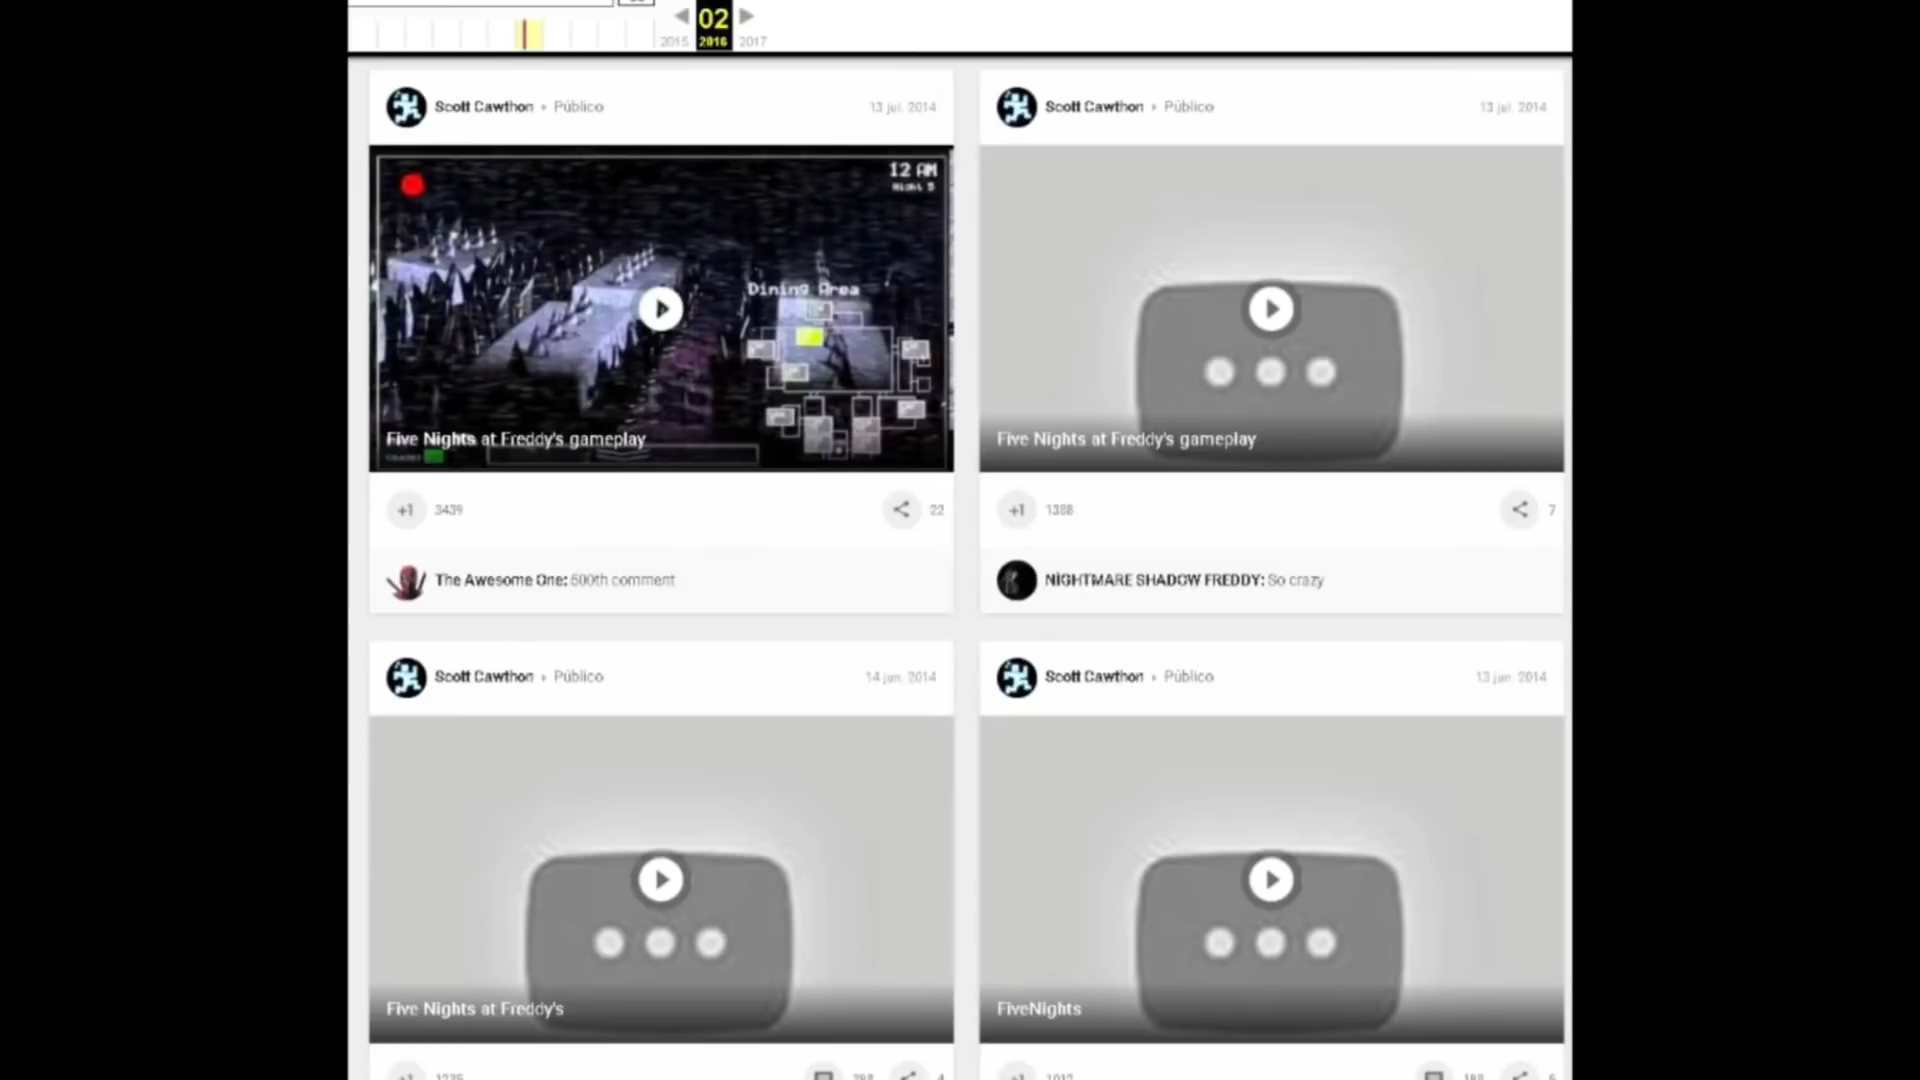 02
2015 2016 2017
Scott Cawthon ▸ Público 13 jul. 2014
12 AM
Night 5
Dining Area
Five Nights at Freddy's gameplay
+1 3439 22
The Awesome One: 500th comment
Scott Cawthon ▸ Público 13 jul. 2014
Five Nights at Freddy's gameplay
+1 1388 7
NIGHTMARE SHADOW FREDDY: So crazy
Scott Cawthon ▸ Público 14 jun. 2014
Five Nights at Freddy's
Scott Cawthon ▸ Público 13 jun. 2014
FiveNights